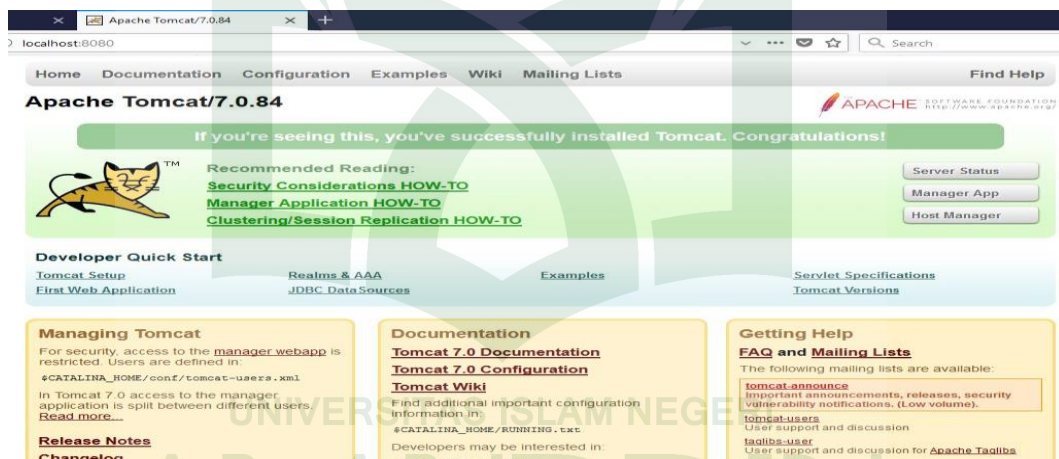 Apache Tomcat/7.0.84
localhost:8080
Search
Home Documentation Configuration Examples Wiki Mailing Lists Find Help
Apache Tomcat/7.0.84
APACHE SOFTWARE FOUNDATION
http://www.apache.org/
If you're seeing this, you've successfully installed Tomcat. Congratulations!
TM
Recommended Reading:
Security Considerations HOW-TO
Manager Application HOW-TO
Clustering/Session Replication HOW-TO
Server Status
Manager App
Host Manager
Developer Quick Start
Tomcat Setup
First Web Application
Realms & AAA
JDBC DataSources
Examples
Servlet Specifications
Tomcat Versions
Managing Tomcat
For security, access to the manager webapp is
restricted. Users are defined in:
$CATALINA_HOME/conf/tomcat-users.xml
In Tomcat 7.0 access to the manager
application is split between different users.
Read more...
Release Notes
Changelog
Documentation
Tomcat 7.0 Documentation
Tomcat 7.0 Configuration
Tomcat Wiki
Find additional important configuration
information in:
$CATALINA_HOME/RUNNING.txt
Developers may be interested in:
Getting Help
FAQ and Mailing Lists
The following mailing lists are available:
tomcat-announce
Important announcements, releases, security
vulnerability notifications. (Low volume).
tomcat-users
User support and discussion
taglibs-user
User support and discussion for Apache Taglibs
UNIVERSITAS ISLAM NEGERI